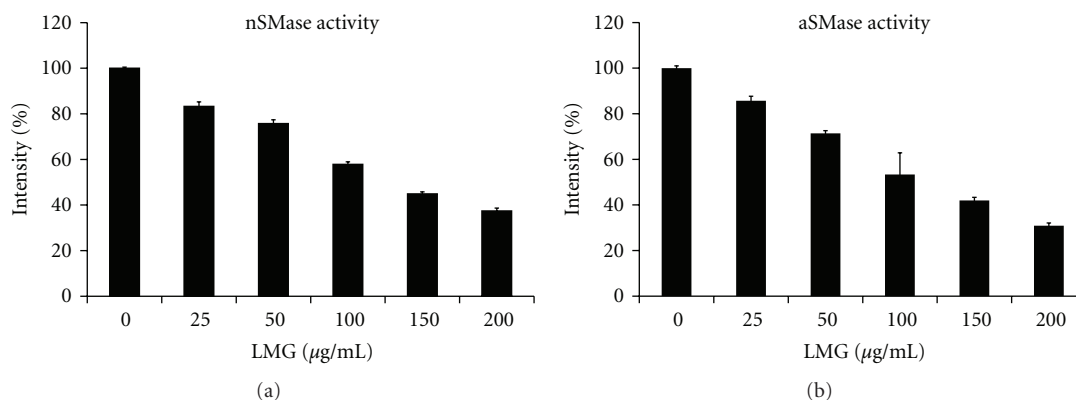 nSMase activity
120
100
80
60
40
20
0
Intensity (%)
0 25 50 100 150 200
LMG (μg/mL)
(a)
aSMase activity
120
100
80
60
40
20
0
Intensity (%)
0 25 50 100 150 200
LMG (μg/mL)
(b)